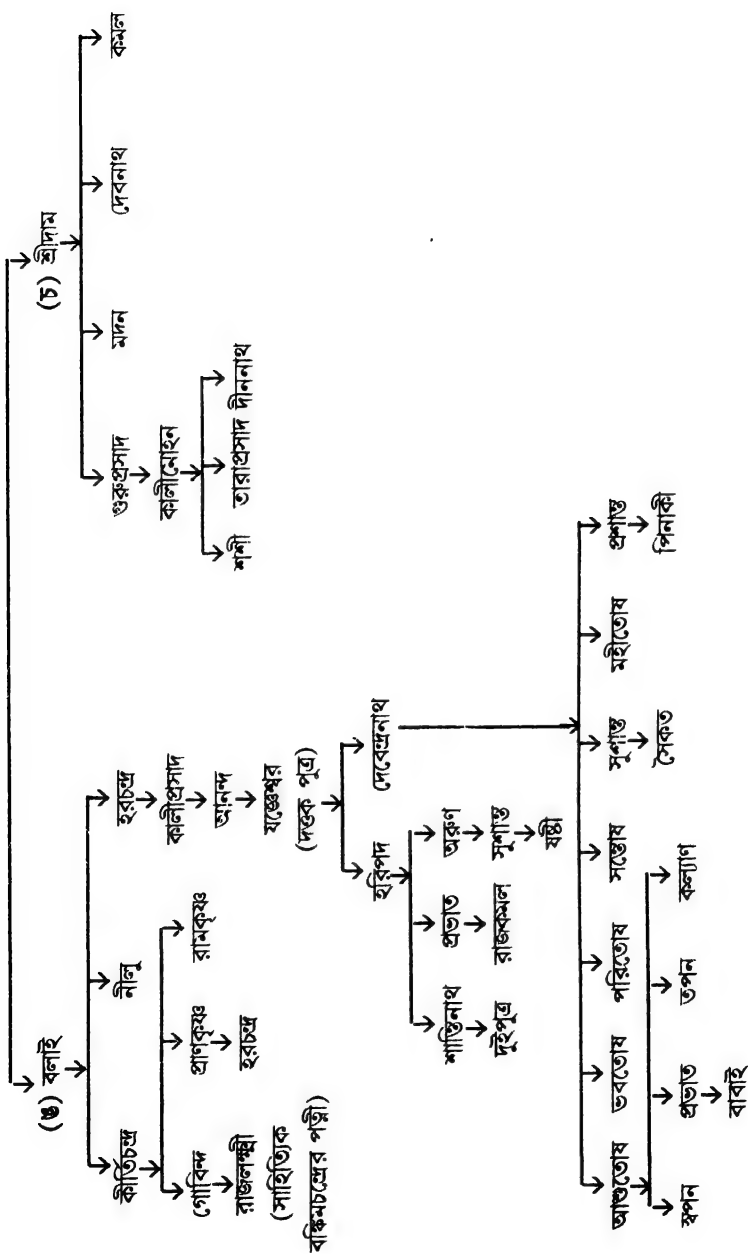 (ঙ) বলাই (চ) শ্রীদাম
কীর্তিচন্দ্র নীলু হরচন্দ্র গুরুপ্রসাদ মদন দেবনাথ কমল
গোবিন্দ প্রাণকৃষ্ণ রামকৃষ্ণ কালীপ্রসাদ কালীমোহন
রাজলক্ষ্মী হরচন্দ্র আনন্দ শশী তারাপ্রসাদ দীননাথ
(সাহিত্যিক যজ্ঞেশ্বর
বঙ্কিমচন্দ্রের পত্নী) (দত্তক পুত্র)
হরিপদ দেবেন্দ্রনাথ
শান্তিনাথ প্রভাত অরুণ
দুইপুত্র রাজকমল সুশান্ত
ষষ্ঠী
আশুতোষ ভবতোষ পরিতোষ সন্তোষ সুশান্ত মহীতোষ প্রশান্ত
সৈকত পিনাকী
স্বপন প্রভাত তপন কল্যাণ
বাবাই